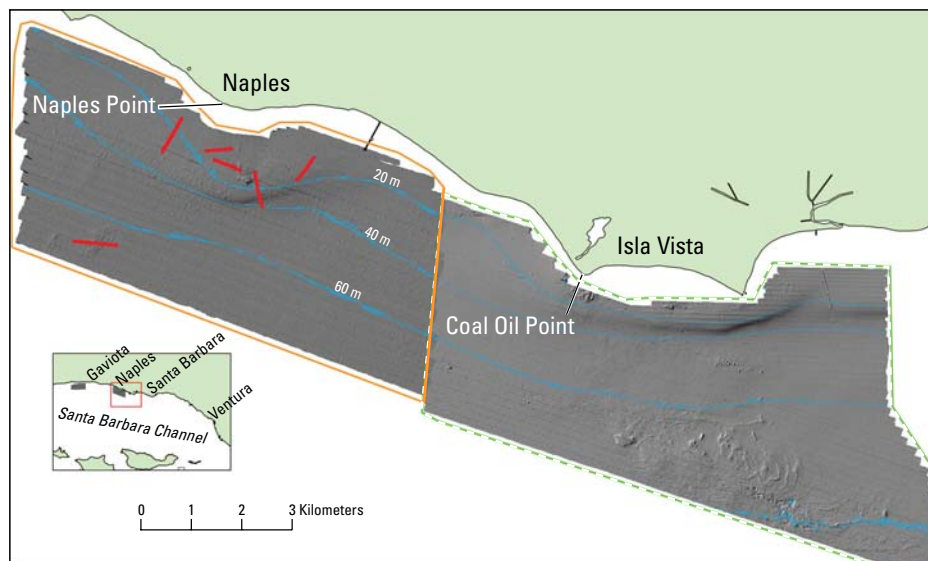 Naples
Naples Point
20 m
40 m
60 m
Isla Vista
Coal Oil Point
Gaviota
Naples
Santa Barbara
Ventura
Santa Barbara Channel
0 1 2 3 Kilometers